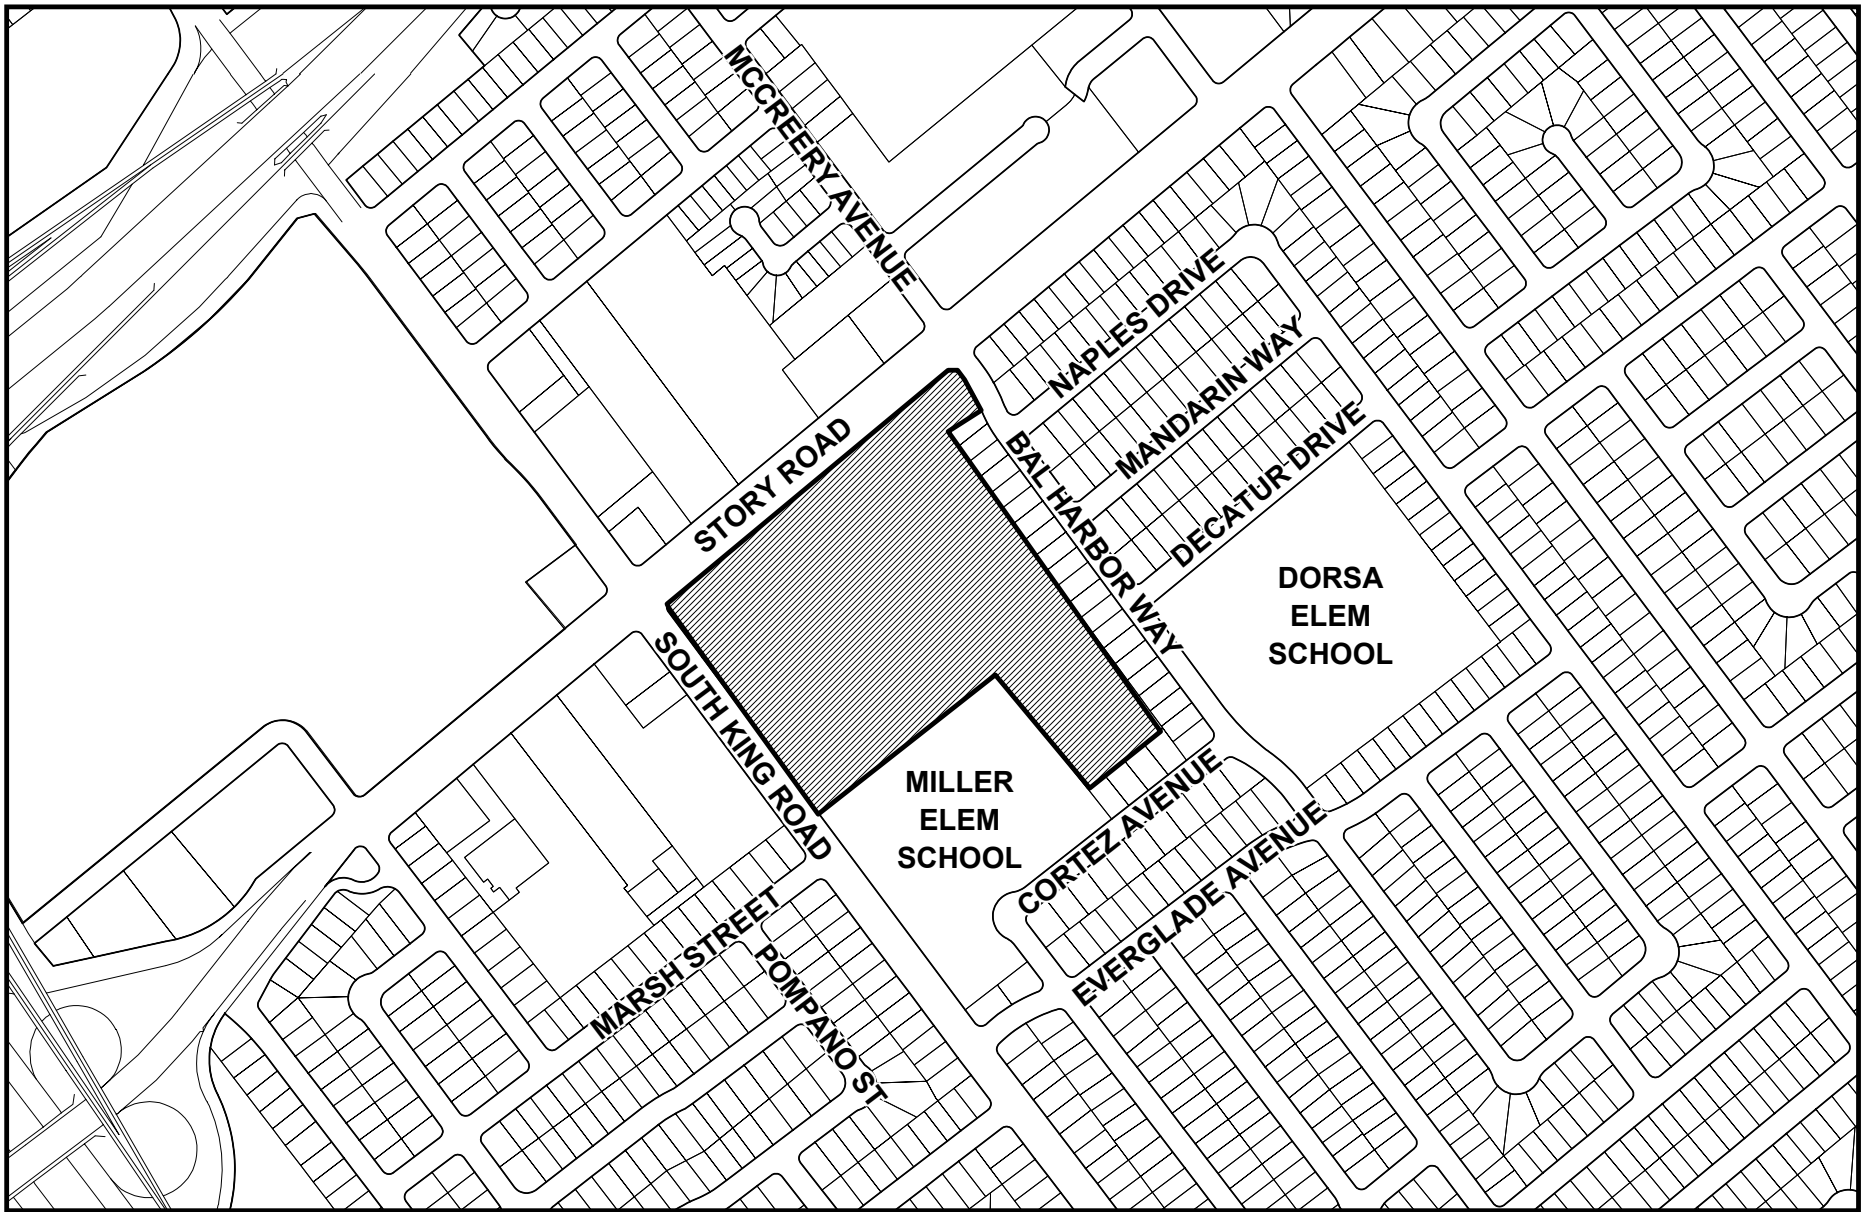 MCCREERY AVENUE
NAPLES DRIVE
MANDARIN WAY
STORY ROAD
BAL HARBOR WAY
DECATUR DRIVE
DORSA
ELEM
SCHOOL
SOUTH KING ROAD
MILLER
ELEM
SCHOOL
CORTEZ AVENUE
EVERGLADE AVENUE
MARSH STREET
POMPANO ST